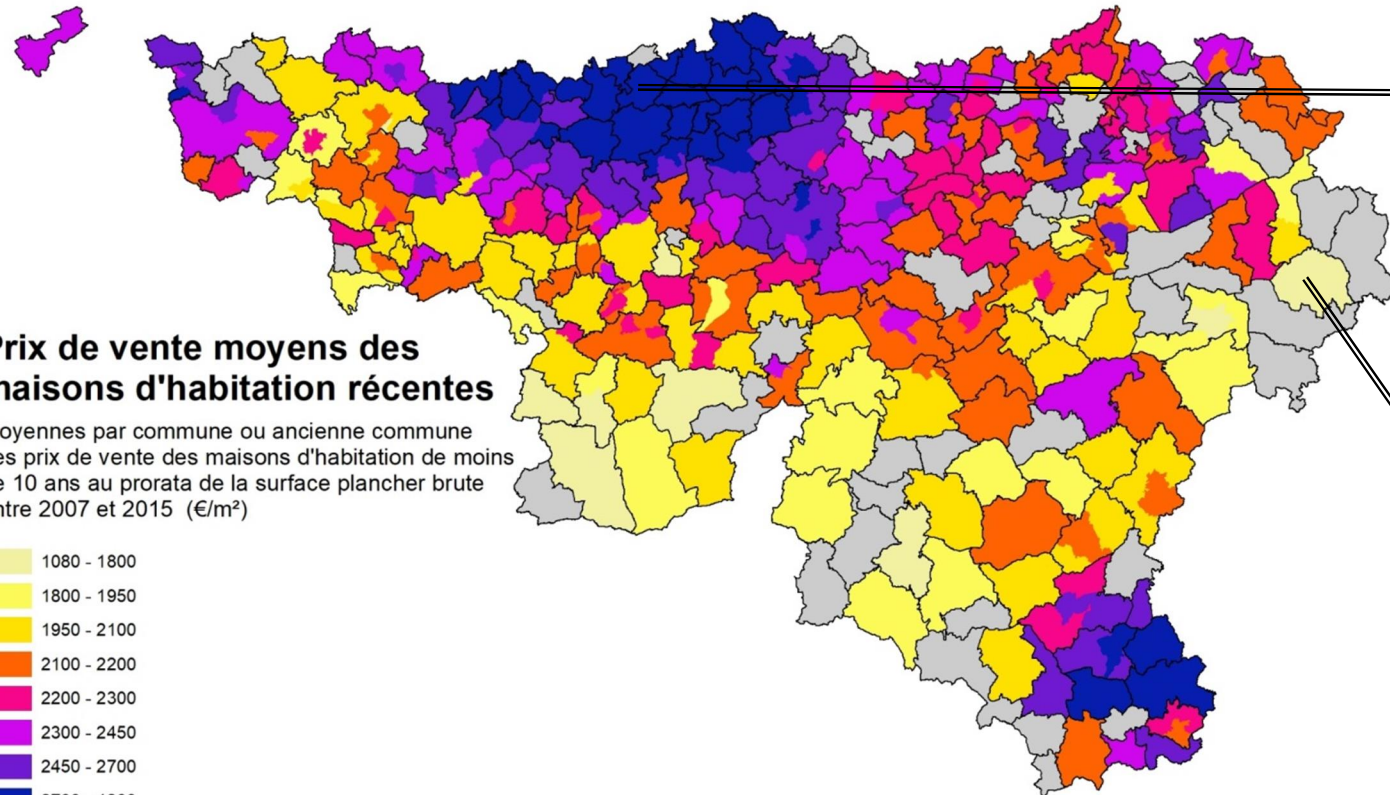 Prix de vente moyens des
maisons d'habitation récentes
oyennes par commune ou ancienne commune
es prix de vente des maisons d'habitation de moins
e 10 ans au prorata de la surface plancher brute
ntre 2007 et 2015 (€/m²)
1080 - 1800
1800 - 1950
1950 - 2100
2100 - 2200
2200 - 2300
2300 - 2450
2450 - 2700